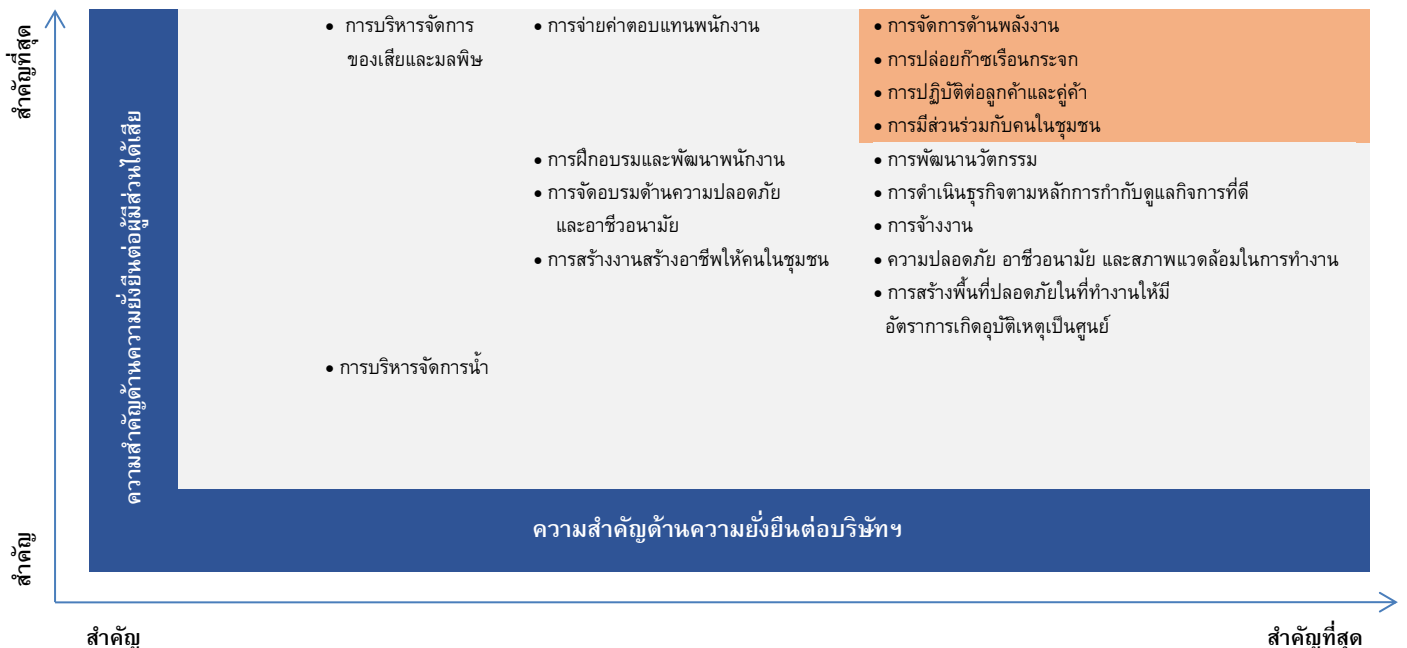 สำคัญที่สุด
สำคัญ
ความสำคัญด้านความยั่งยืนต่อผู้มีส่วนได้เสีย
• การบริหารจัดการ
ของเสียและมลพิษ
• การบริหารจัดการน้ำ
• การจ่ายค่าตอบแทนพนักงาน
• การฝึกอบรมและพัฒนาพนักงาน
• การจัดอบรมด้านความปลอดภัย
และอาชีวอนามัย
• การสร้างงานสร้างอาชีพให้คนในชุมชน
• การจัดการด้านพลังงาน
• การปล่อยก๊าซเรือนกระจก
• การปฏิบัติต่อลูกค้าและคู่ค้า
• การมีส่วนร่วมกับคนในชุมชน
• การพัฒนานวัตกรรม
• การดำเนินธุรกิจตามหลักการกำกับดูแลกิจการที่ดี
• การจ้างงาน
• ความปลอดภัย อาชีวอนามัย และสภาพแวดล้อมในการทำงาน
• การสร้างพื้นที่ปลอดภัยในที่ทำงานให้มี
อัตราการเกิดอุบัติเหตุเป็นศูนย์
ความสำคัญด้านความยั่งยืนต่อบริษัทฯ
สำคัญ
สำคัญที่สุด